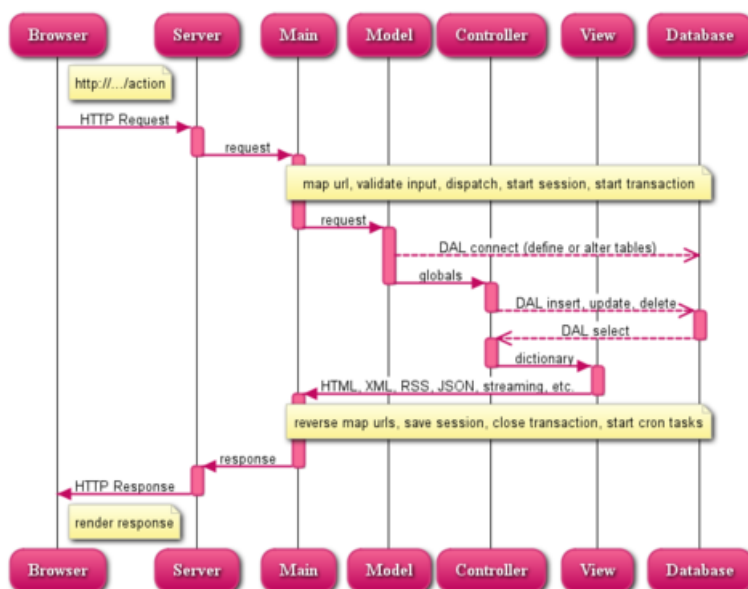 Browser Server Main Model Controller View Database
http://.../action
HTTP Request
request
map url, validate input, dispatch, start session, start transaction
request
DAL connect (define or alter tables)
globals
DAL insert, update, delete
DAL select
dictionary
HTML, XML, RSS, JSON, streaming, etc.
reverse map urls, save session, close transaction, start cron tasks
response
HTTP Response
render response
Browser Server Main Model Controller View Database